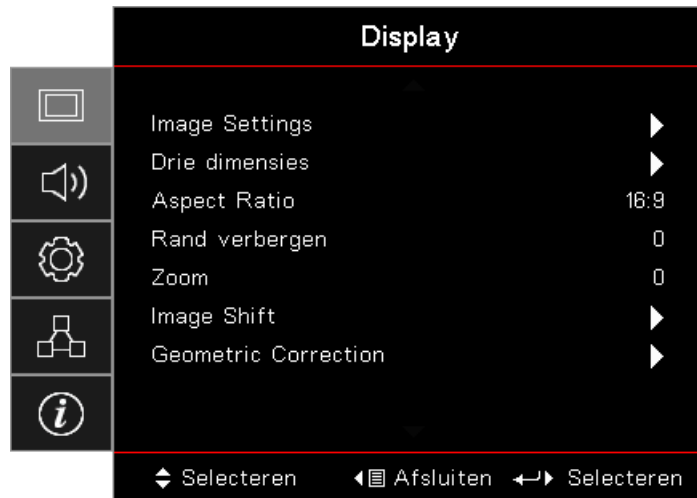 Display
Image Settings
Drie dimensies
Aspect Ratio 16:9
Rand verbergen 0
Zoom 0
Image Shift
Geometric Correction
Selecteren Afsluiten Selecteren